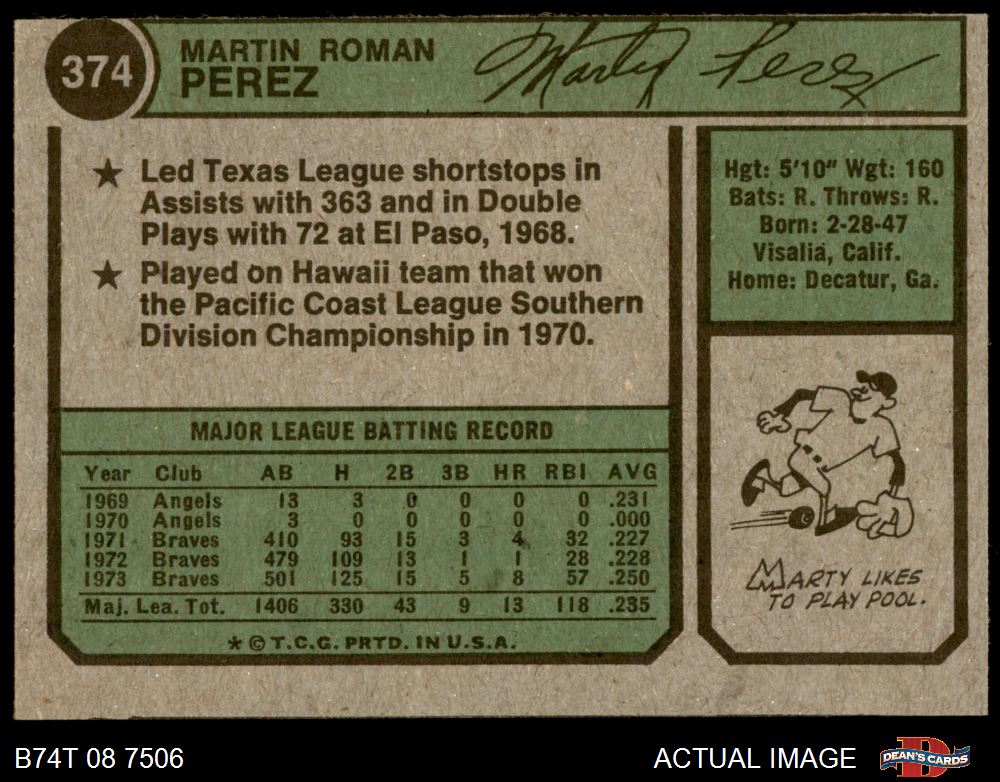 374
MARTIN ROMAN
PEREZ
Marty Perez
★ Led Texas League shortstops in
Assists with 363 and in Double
Plays with 72 at El Paso, 1968.
★ Played on Hawaii team that won
the Pacific Coast League Southern
Division Championship in 1970.
Hgt: 5'10" Wgt: 160
Bats: R. Throws: R.
Born: 2-28-47
Visalia, Calif.
Home: Decatur, Ga.
MAJOR LEAGUE BATTING RECORD
Year Club AB H 2B 3B HR RBI AVG
1969 Angels 13 3 0 0 0 0 .231
1970 Angels 3 0 0 0 0 0 .000
1971 Braves 410 93 15 3 4 32 .227
1972 Braves 479 109 13 1 1 28 .228
1973 Braves 501 125 15 5 8 57 .250
Maj. Lea. Tot. 1406 330 43 9 13 118 .235
* © T.C.G. PRTD. IN U.S.A.
MARTY LIKES
TO PLAY POOL.
B74T 08 7506
ACTUAL IMAGE
D
DEAN'S CARDS